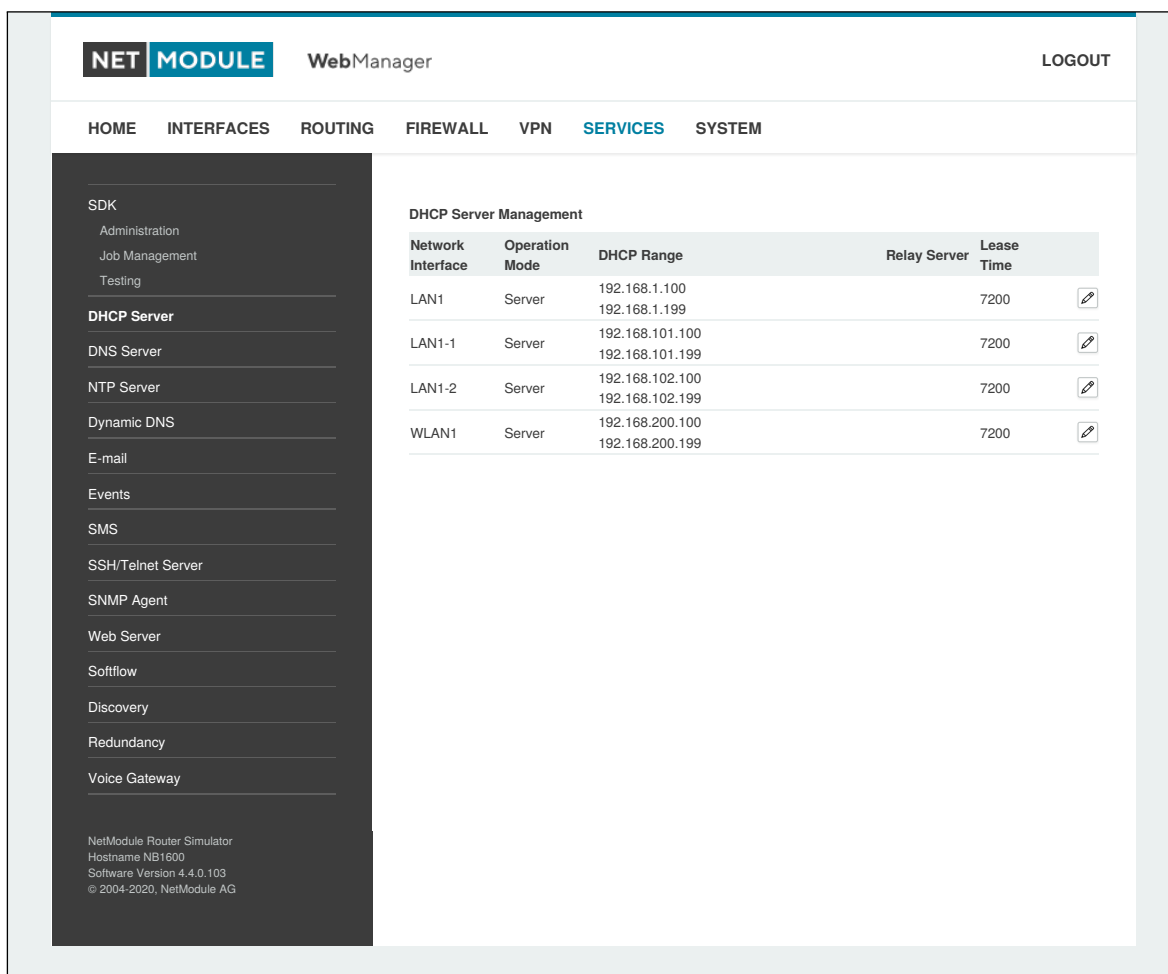 NET MODULE WebManager LOGOUT
HOME INTERFACES ROUTING FIREWALL VPN SERVICES SYSTEM
SDK
Administration
Job Management
Testing
DHCP Server
DNS Server
NTP Server
Dynamic DNS
E-mail
Events
SMS
SSH/Telnet Server
SNMP Agent
Web Server
Softflow
Discovery
Redundancy
Voice Gateway
NetModule Router Simulator
Hostname NB1600
Software Version 4.4.0.103
© 2004-2020, NetModule AG
DHCP Server Management
Network Interface Operation Mode DHCP Range Relay Server Lease Time
LAN1 Server 192.168.1.100 7200
192.168.1.199
LAN1-1 Server 192.168.101.100 7200
192.168.101.199
LAN1-2 Server 192.168.102.100 7200
192.168.102.199
WLAN1 Server 192.168.200.100 7200
192.168.200.199